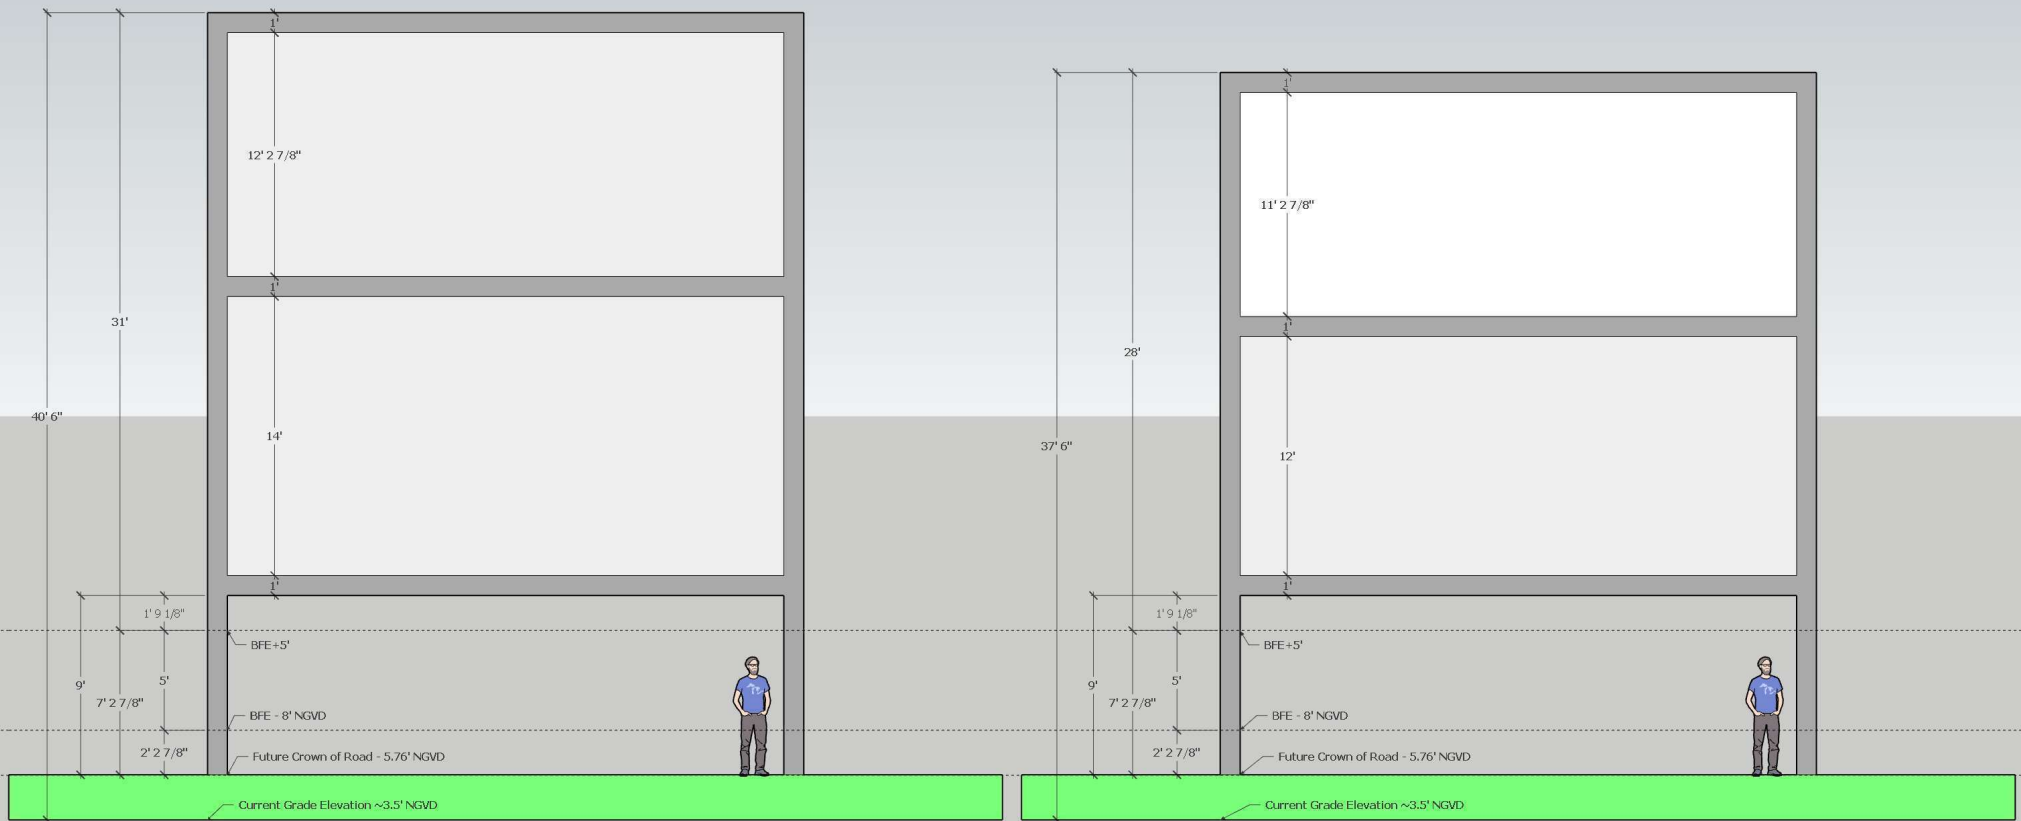 1'
12' 2 7/8"
1'
31'
40' 6"
14'
1'
1' 9 1/8"
BFE+5'
9'
5'
7' 2 7/8"
BFE - 8' NGVD
2' 2 7/8"
Future Crown of Road - 5.76' NGVD
Current Grade Elevation ~3.5' NGVD
1'
11' 2 7/8"
1'
28'
37' 6"
12'
1'
1' 9 1/8"
BFE+5'
9'
5'
7' 2 7/8"
BFE - 8' NGVD
2' 2 7/8"
Future Crown of Road - 5.76' NGVD
Current Grade Elevation ~3.5' NGVD